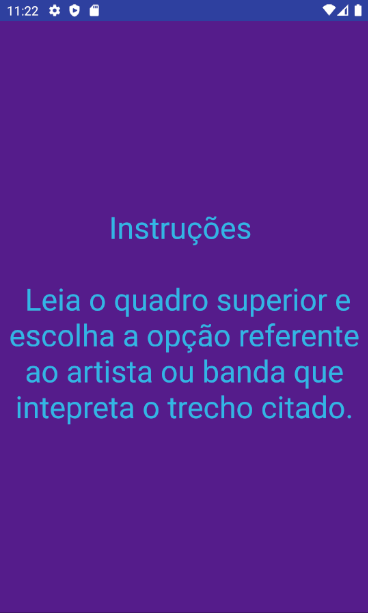 11:22
Instruções
Leia o quadro superior e
escolha a opção referente
ao artista ou banda que
intepreta o trecho citado.